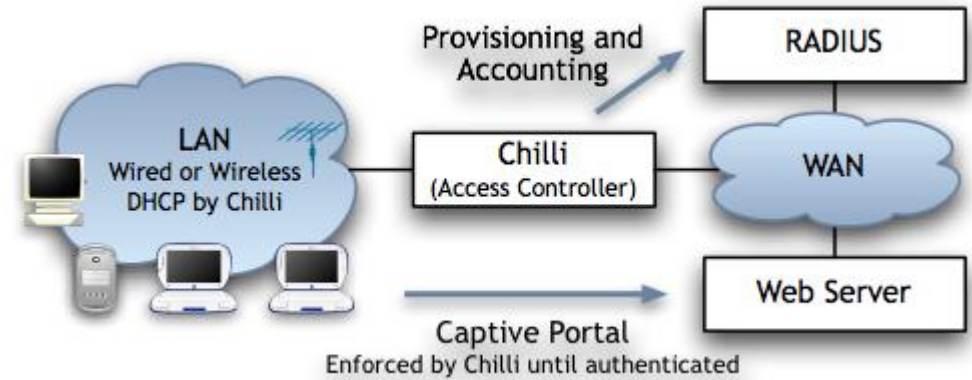 Provisioning and
Accounting
RADIUS
LAN
Wired or Wireless
DHCP by Chilli
Chilli
(Access Controller)
WAN
Web Server
Captive Portal
Enforced by Chilli until authenticated